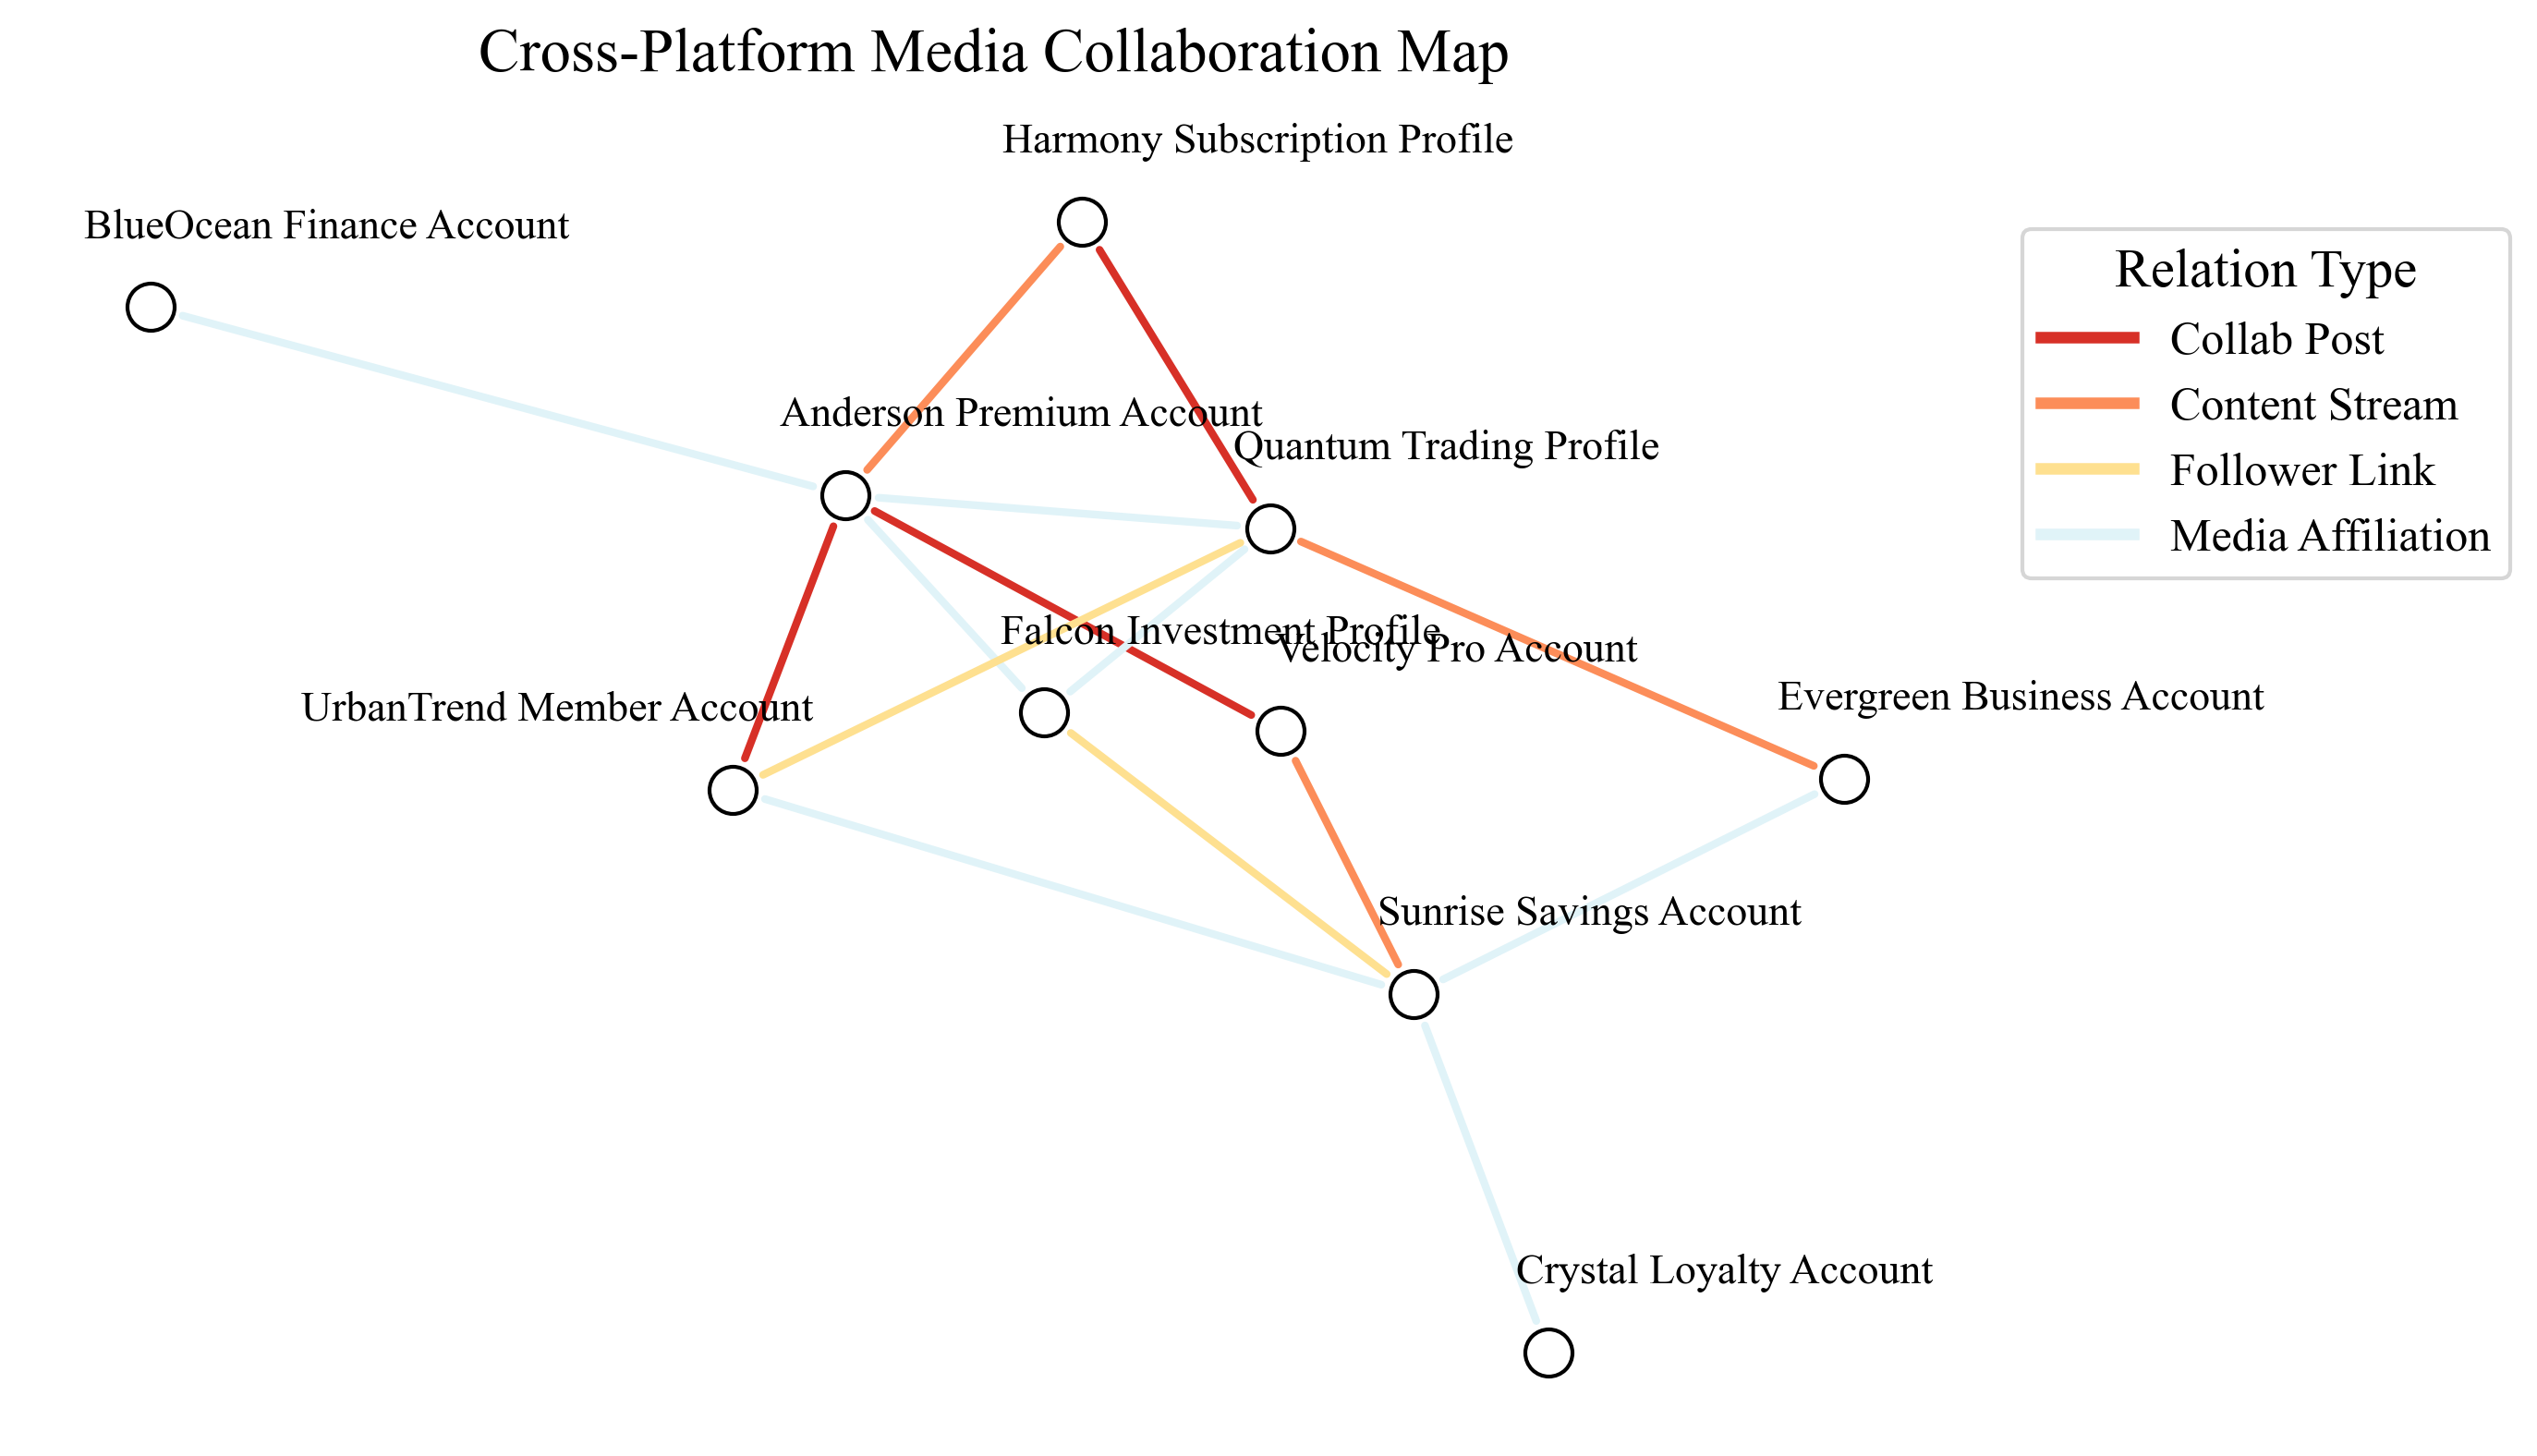 Cross-Platform Media Collaboration Map
Harmony Subscription Profile
BlueOcean Finance Account
Relation Type
Collab Post
Content Stream
Follower Link
Media Affiliation
Anderson Premium Account
Quantum Trading Profile
Falcon Investment Profile
Velocity Pro Account
Evergreen Business Account
UrbanTrend Member Account
Sunrise Savings Account
Crystal Loyalty Account